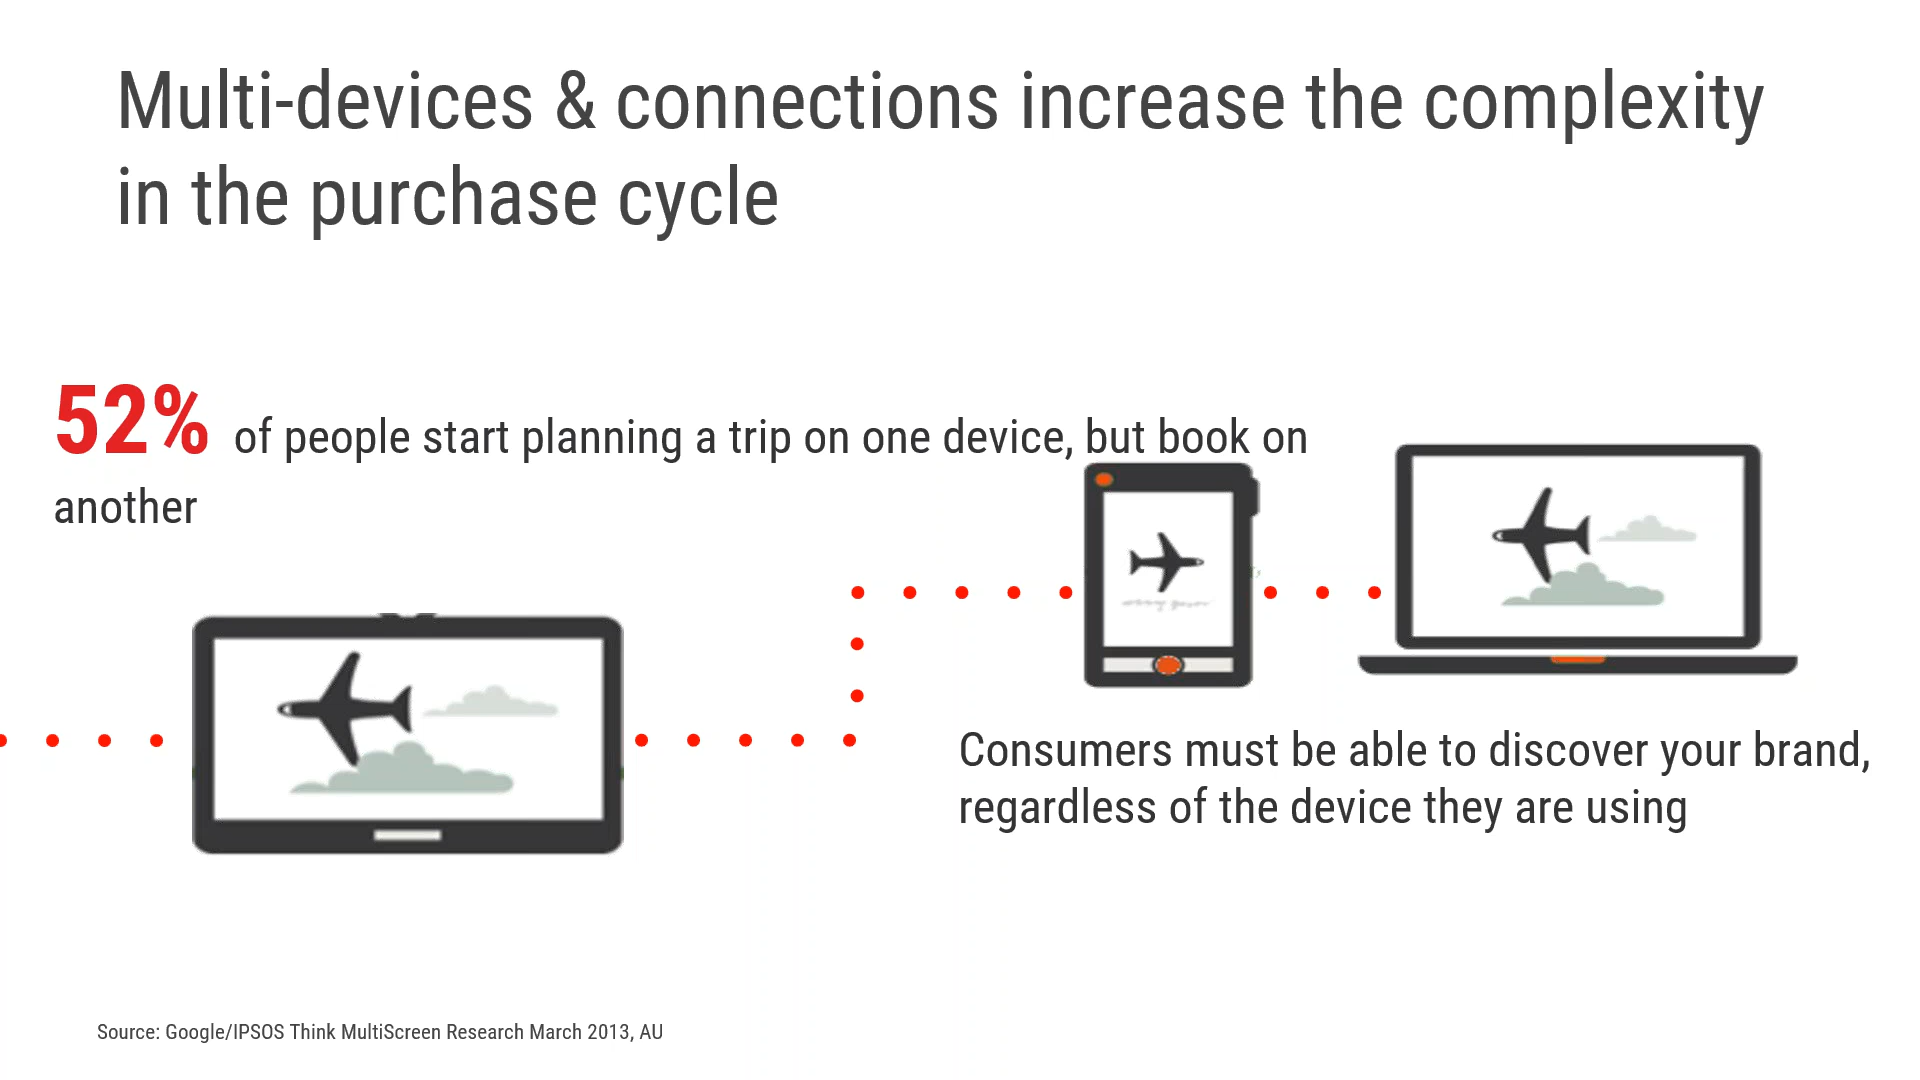 Multi-devices & connections increase the complexity
in the purchase cycle
52% of people start planning a trip on one device, but book on
another
Consumers must be able to discover your brand,
regardless of the device they are using
Source: Google/IPSOS Think MultiScreen Research March 2013, AU